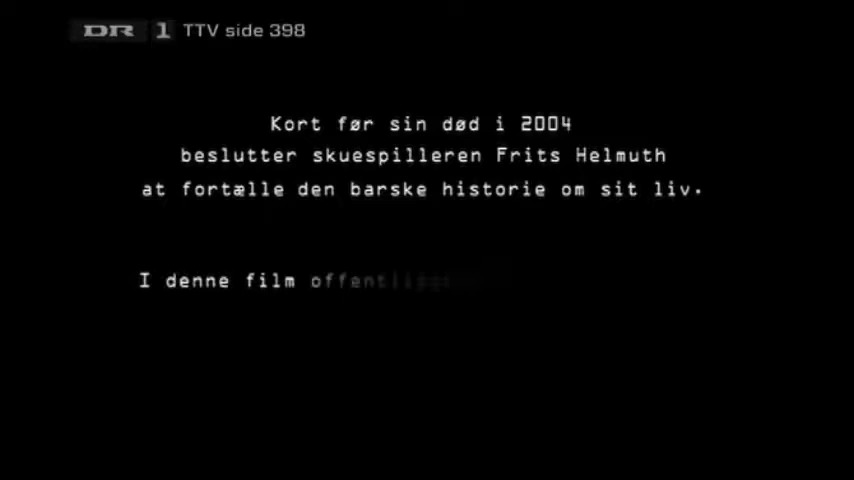 DR 1 TTV side 398
Kort før sin død i 2004
beslutter skuespilleren Frits Helmuth
at fortælle den barske historie om sit liv.
I denne film